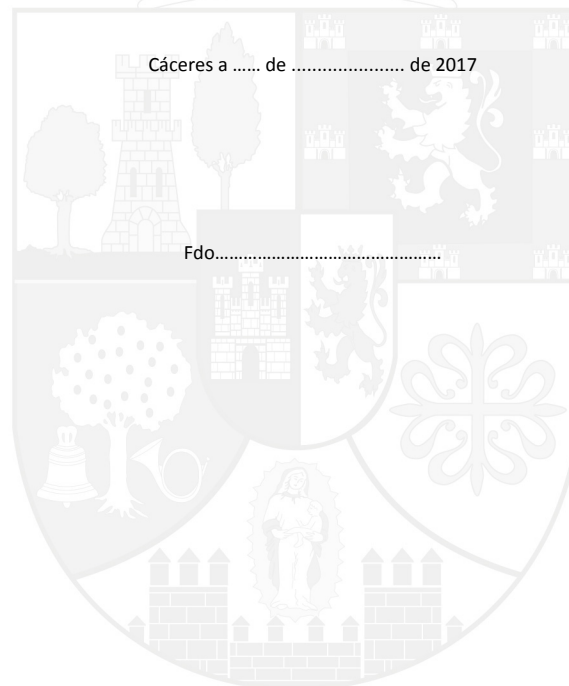 Cáceres a …… de ...................... de 2017
Fdo…………………………………………